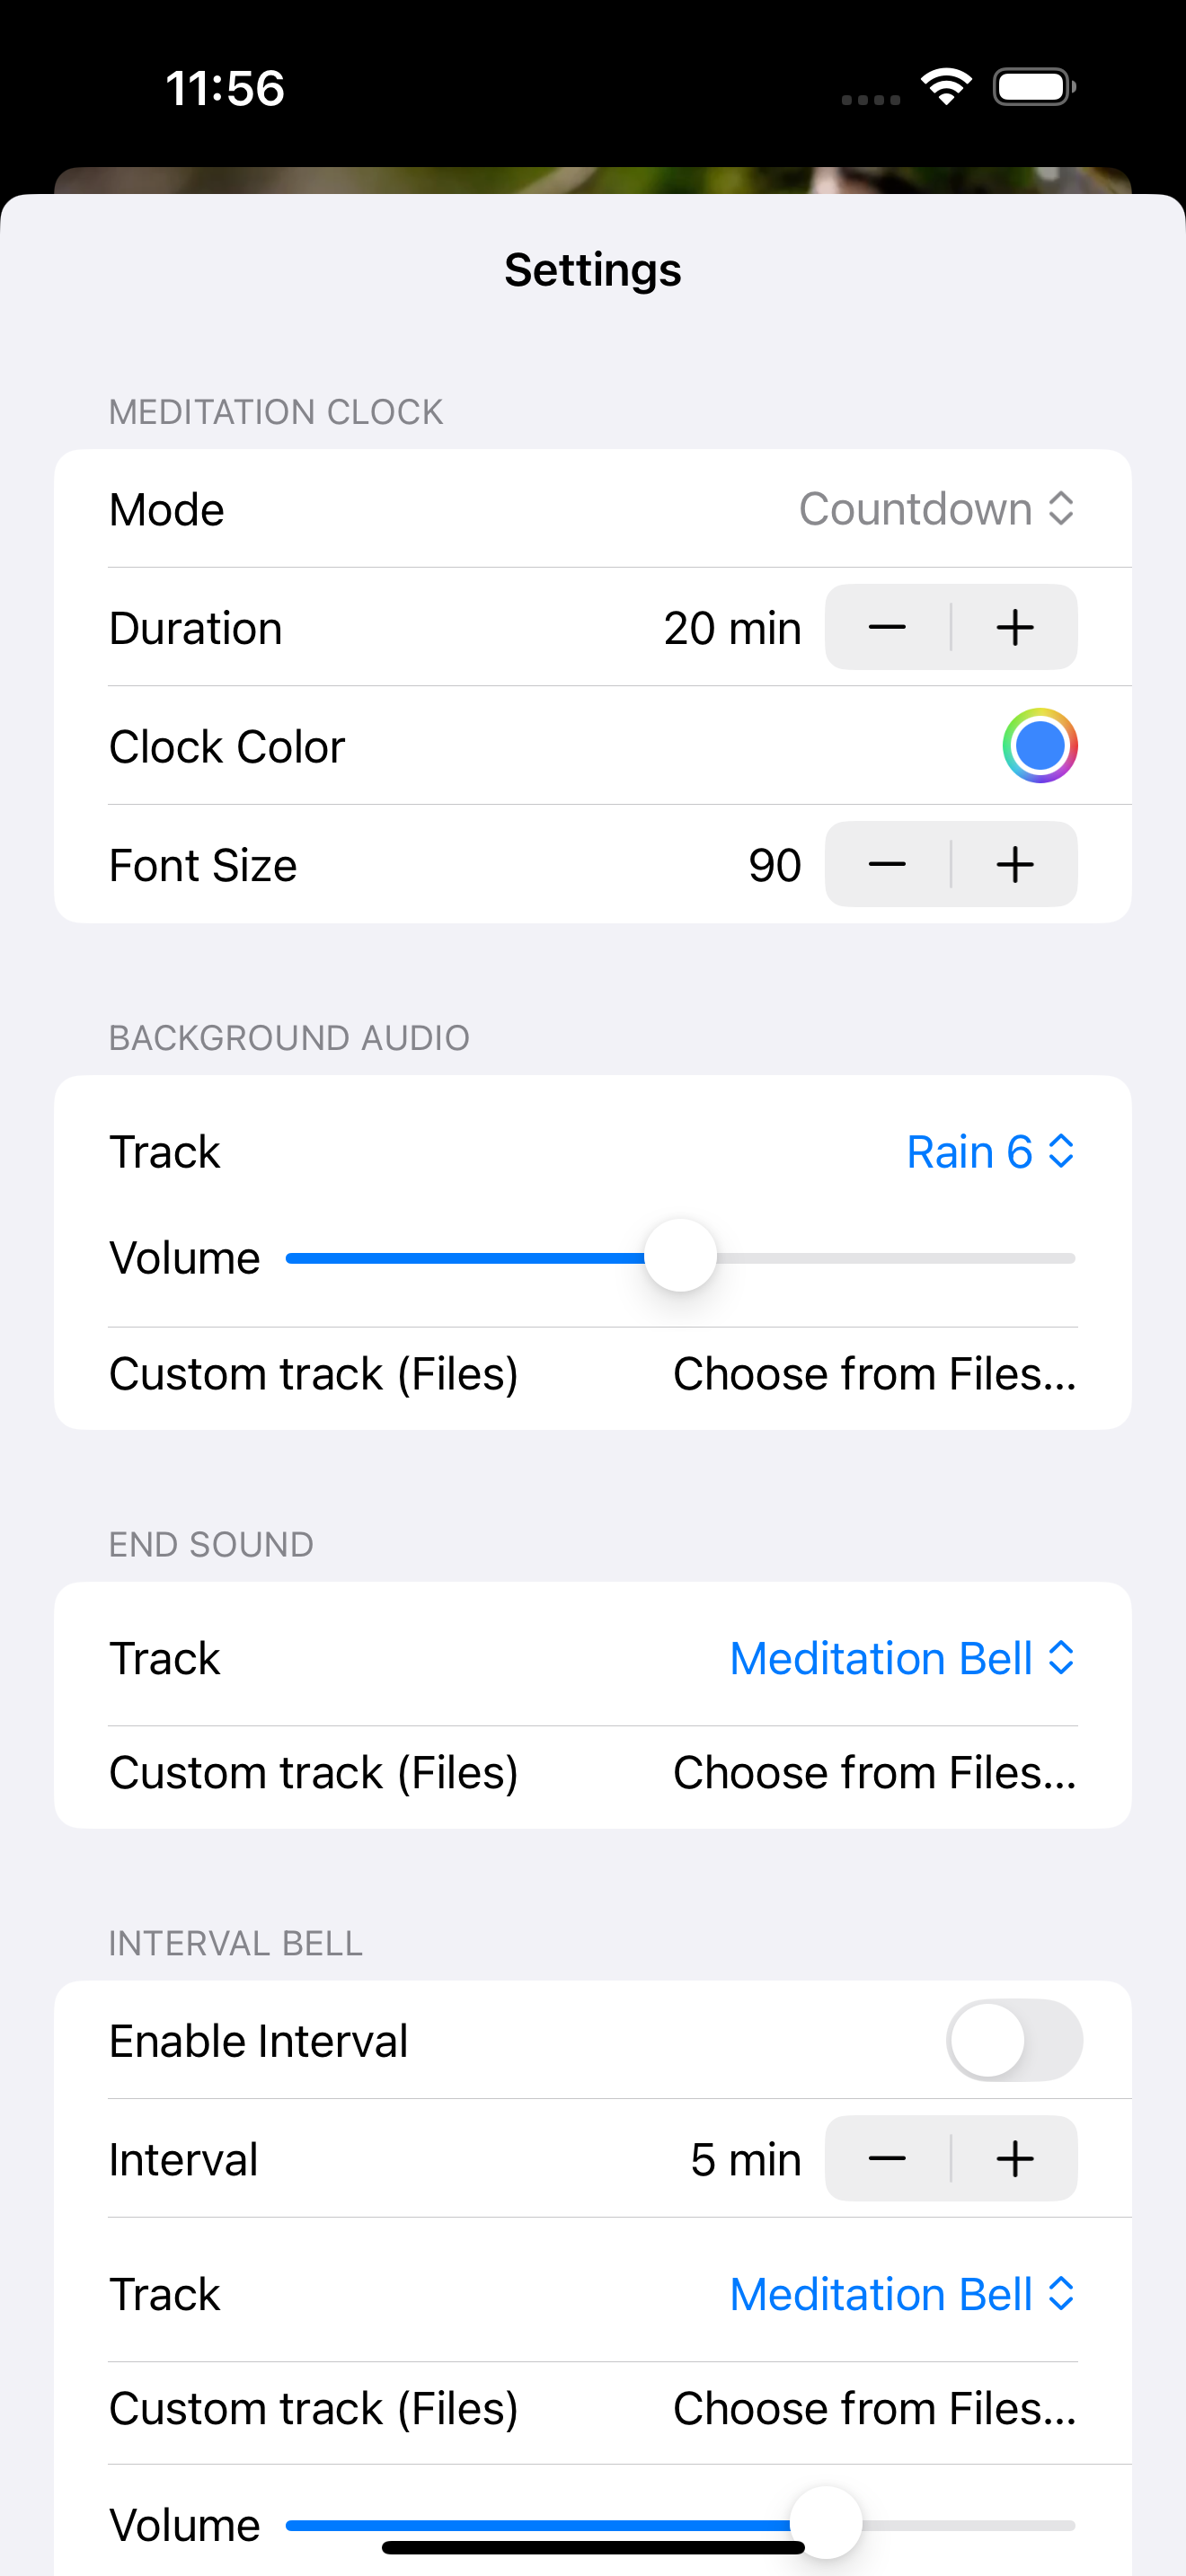 11:56
Settings
MEDITATION CLOCK
Mode Countdown
Duration 20 min
Clock Color
Font Size 90
BACKGROUND AUDIO
Track Rain 6
Volume
Custom track (Files) Choose from Files...
END SOUND
Track Meditation Bell
Custom track (Files) Choose from Files...
INTERVAL BELL
Enable Interval
Interval 5 min
Track Meditation Bell
Custom track (Files) Choose from Files...
Volume